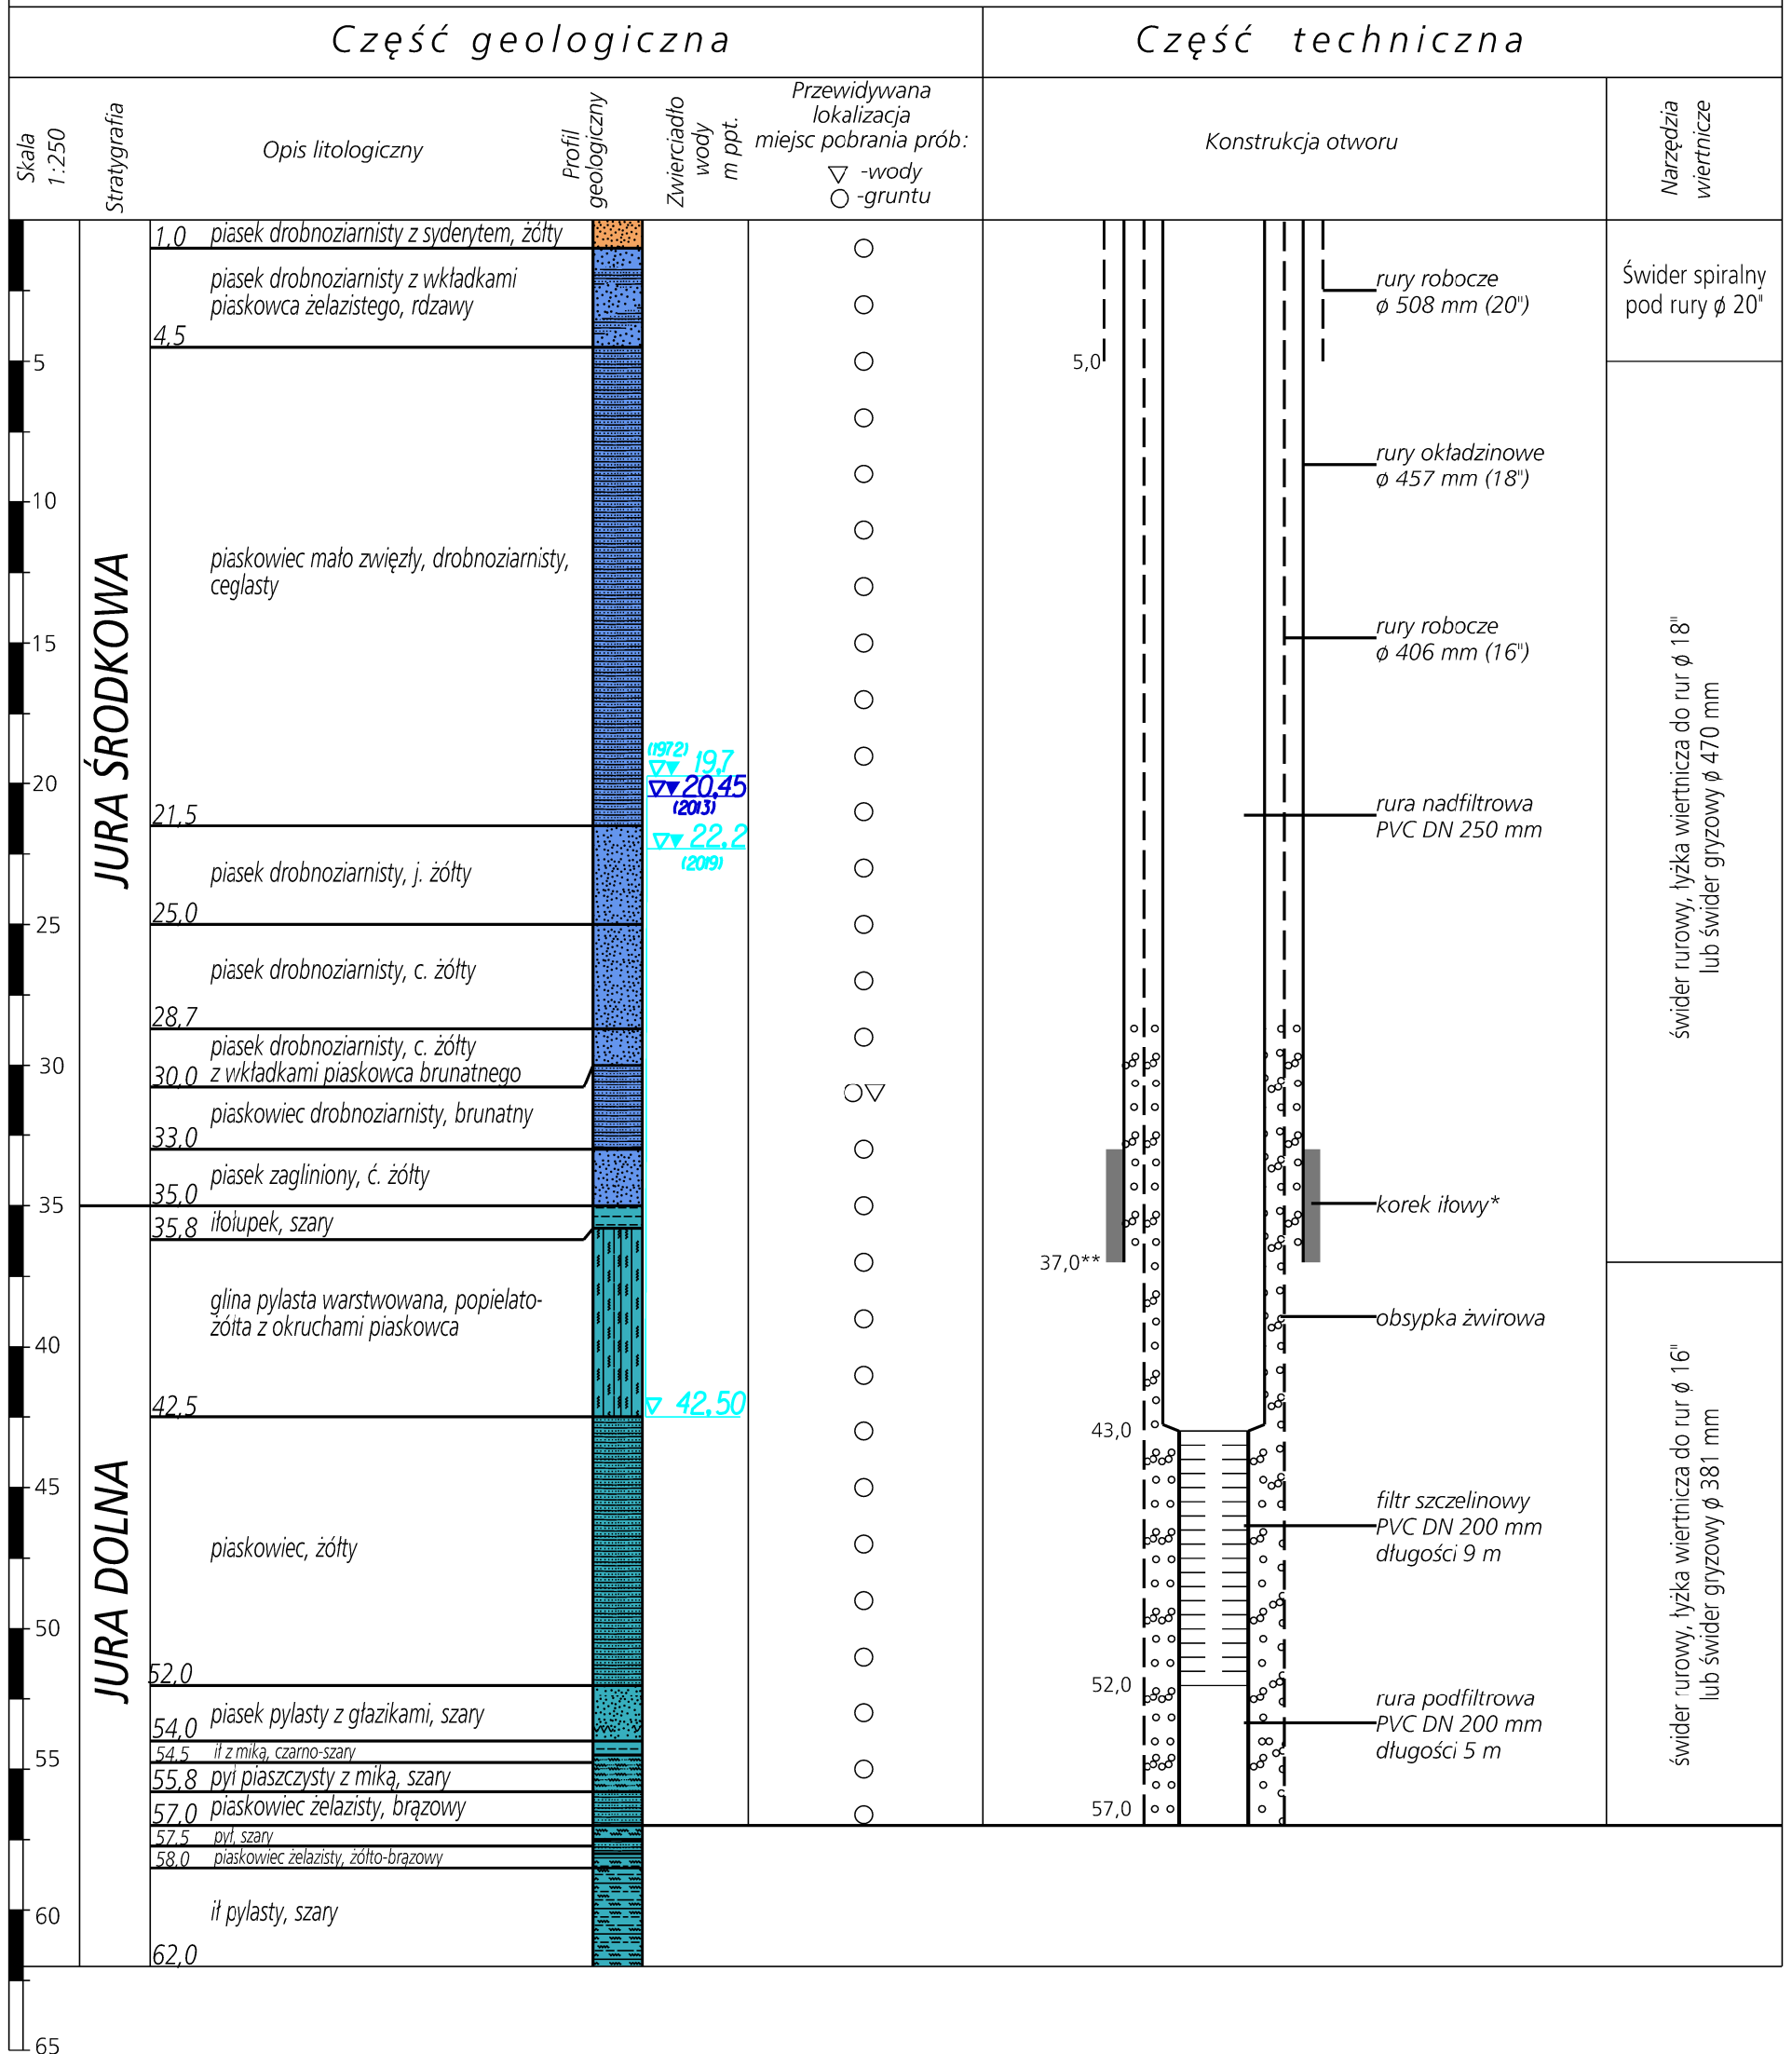 Część geologiczna
Część techniczna
Skala
1:250
Stratygrafia
Opis litologiczny
Profil
geologiczny
Zwierciadło
wody
m ppt.
Przewidywana
lokalizacja
miejsc pobrania prób:
-wody
-gruntu
Konstrukcja otworu
Narzędzia
wiertnicze
5
10
15
20
25
30
35
40
45
50
55
60
65
JURA ŚRODKOWA
JURA DOLNA
1,0 piasek drobnoziarnisty z syderytem, żółty
piasek drobnoziarnisty z wkładkami
piaskowca żelazistego, rdzawy
4,5
piaskowiec mało zwięzły, drobnoziarnisty,
ceglasty
21,5
piasek drobnoziarnisty, j. żółty
25,0
piasek drobnoziarnisty, c. żółty
28,7
piasek drobnoziarnisty, c. żółty
z wkładkami piaskowca brunatnego
30,0
piaskowiec drobnoziarnisty, brunatny
33,0
piasek zagliniony, ć. żółty
35,0
35,8 iłołupek, szary
glina pylasta warstwowana, popielato-
żółta z okruchami piaskowca
42,5
piaskowiec, żółty
52,0
piasek pylasty z głazikami, szary
54,0
54,5 ił z miką, czarno-szary
55,8 pył piaszczysty z miką, szary
57,0 piaskowiec żelazisty, brązowy
57,5 pył, szary
58,0 piaskowiec żelazisty, żółto-brązowy
ił pylasty, szary
62,0
(1972)
19,7
20,45
(2013)
22.2
(2019)
42,50
5,0
37,0**
43,0
52,0
57,0
rury robocze
ø 508 mm (20")
rury okładzinowe
ø 457 mm (18")
rury robocze
ø 406 mm (16")
rura nadfiltrowa
PVC DN 250 mm
korek iłowy*
obsypka żwirowa
filtr szczelinowy
PVC DN 200 mm
długości 9 m
rura podfiltrowa
PVC DN 200 mm
długości 5 m
Świder spiralny
pod rury ø 20"
świder rurowy, łyżka wiertnicza do rur ø 18"
lub świder gryzowy ø 470 mm
świder rurowy, łyżka wiertnicza do rur ø 16"
lub świder gryzowy ø 381 mm